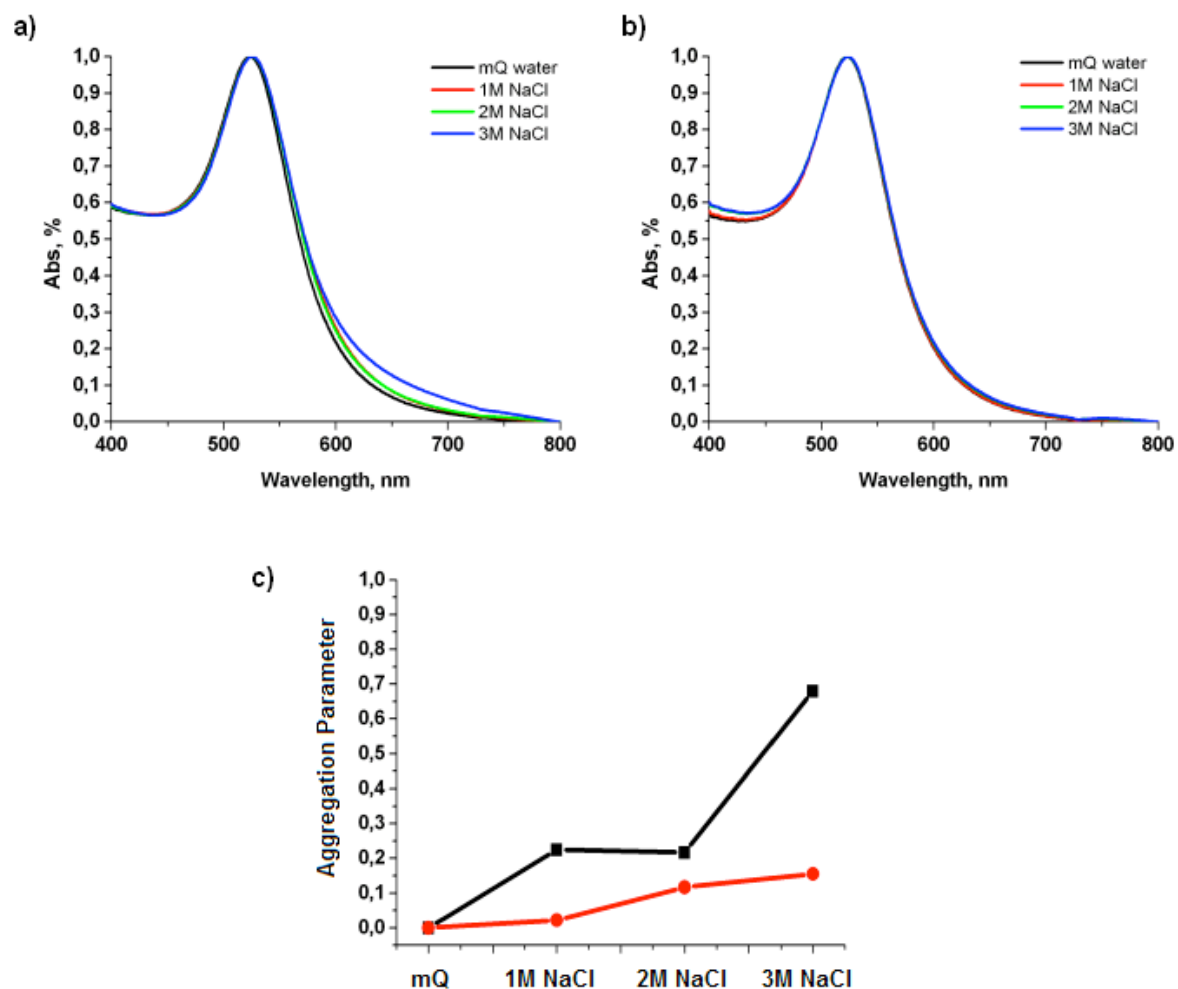 a)
1,0
0,9
0,8
0,7
0,6
0,5
0,4
0,3
0,2
0,1
0,0
Abs, %
400
500
600
700
800
Wavelength, nm
mQ water
1M NaCl
2M NaCl
3M NaCl
b)
1,0
0,9
0,8
0,7
0,6
0,5
0,4
0,3
0,2
0,1
0,0
Abs, %
400
500
600
700
800
Wavelength, nm
mQ water
1M NaCl
2M NaCl
3M NaCl
c)
1,0
0,9
0,8
0,7
0,6
0,5
0,4
0,3
0,2
0,1
0,0
Aggregation Parameter
mQ
1M NaCl
2M NaCl
3M NaCl